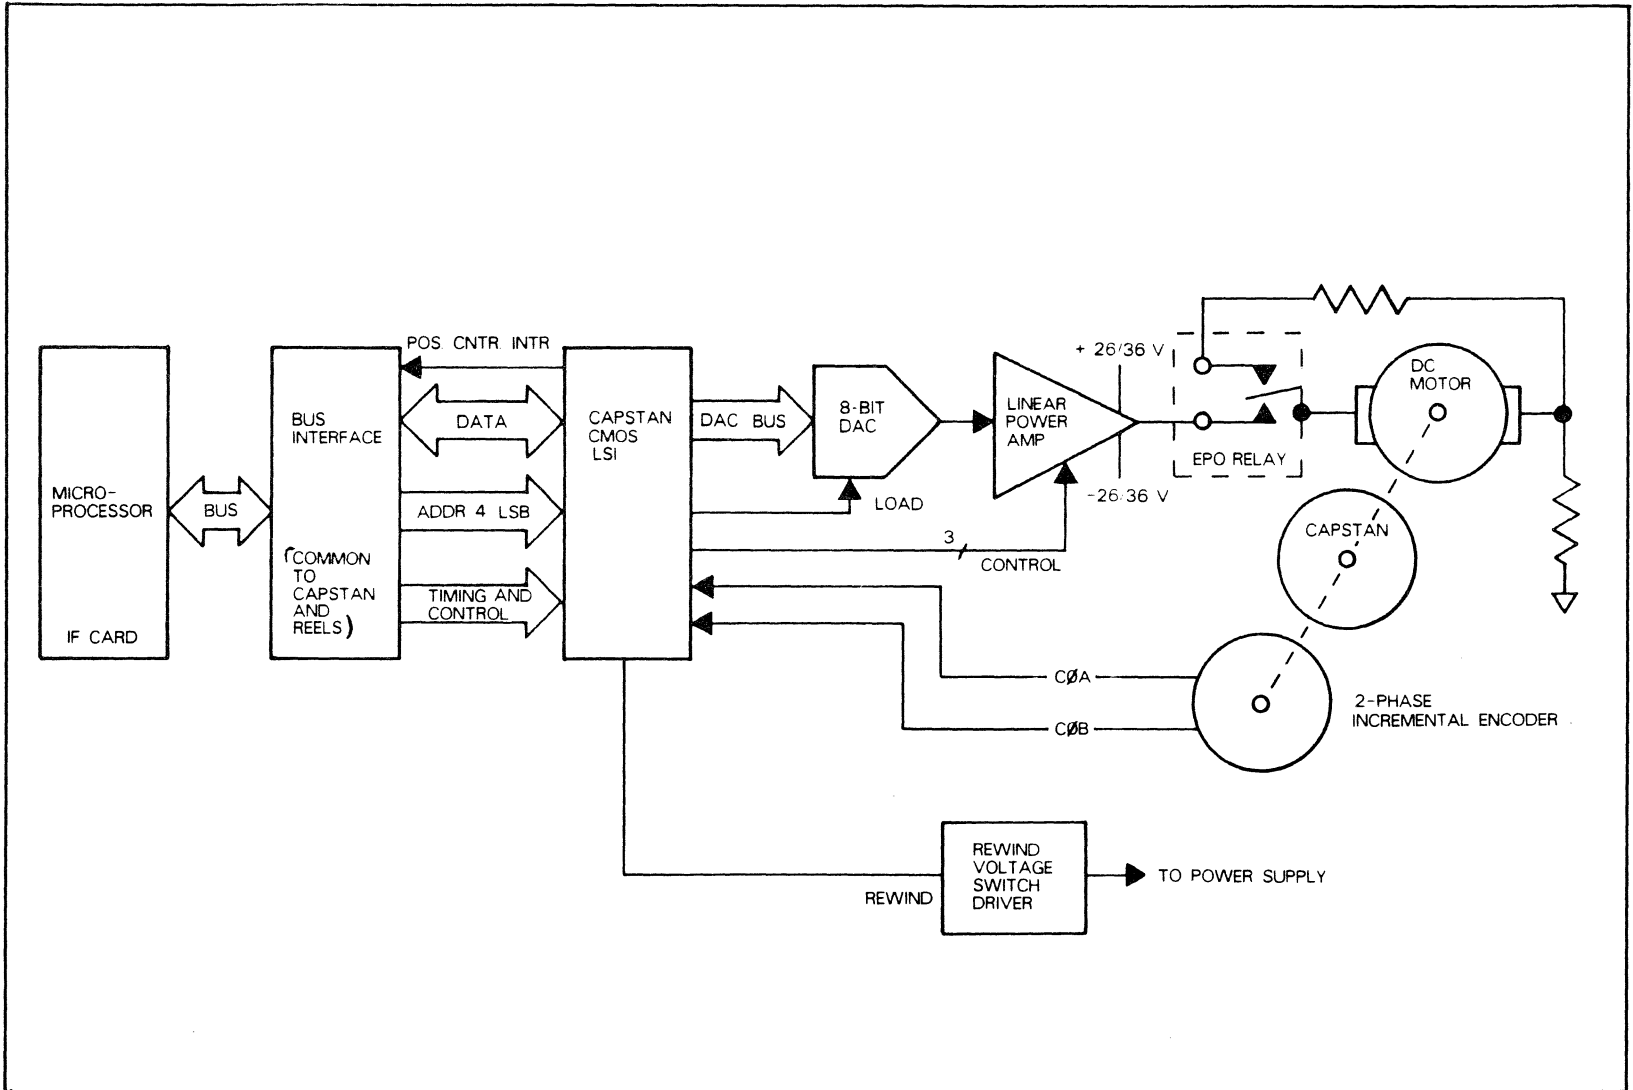 MICRO-
PROCESSOR
IF CARD
BUS
BUS
INTERFACE
(COMMON
TO
CAPSTAN
AND
REELS)
POS. CNTR INTR
DATA
ADDR 4 LSB
TIMING AND
CONTROL
CAPSTAN
CMOS
LSI
DAC BUS
8-BIT
DAC
LOAD
3
CONTROL
LINEAR
POWER
AMP
+ 26/36 V
-26/36 V
EPO RELAY
DC
MOTOR
CAPSTAN
CØA
CØB
2-PHASE
INCREMENTAL ENCODER
REWIND
REWIND
VOLTAGE
SWITCH
DRIVER
TO POWER SUPPLY